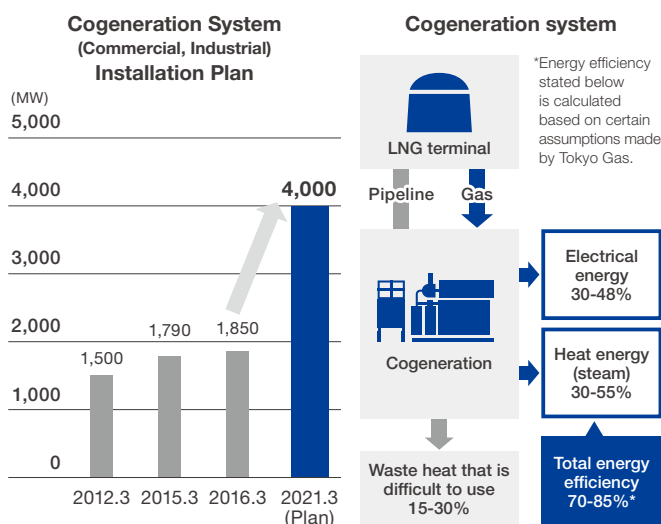 Cogeneration System
(Commercial, Industrial)
Installation Plan
(MW)
5,000
4,000
3,000
2,000
1,000
0
1,500
1,790
1,850
4,000
2012.3
2015.3
2016.3
2021.3
(Plan)
Cogeneration system
*Energy efficiency
stated below
is calculated
based on certain
assumptions made
by Tokyo Gas.
LNG terminal
Pipeline
Gas
Cogeneration
Electrical
energy
30-48%
Heat energy
(steam)
30-55%
Waste heat that is
difficult to use
15-30%
Total energy
efficiency
70-85%*